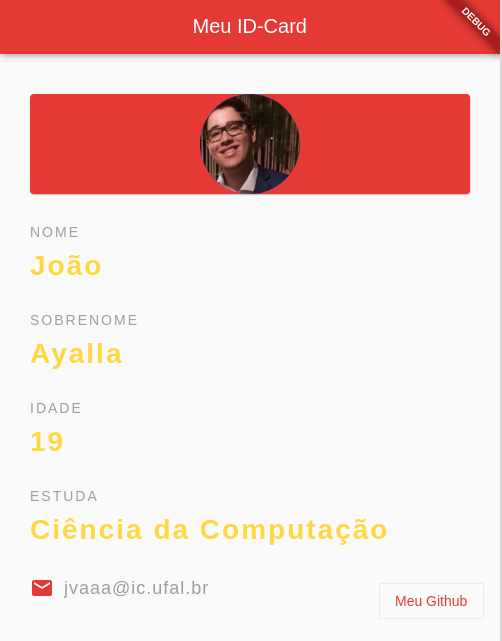 Meu ID-Card
DEBUG
NOME
João
SOBRENOME
Ayalla
IDADE
19
ESTUDA
Ciência da Computação
jvaaa@ic.ufal.br
Meu Github